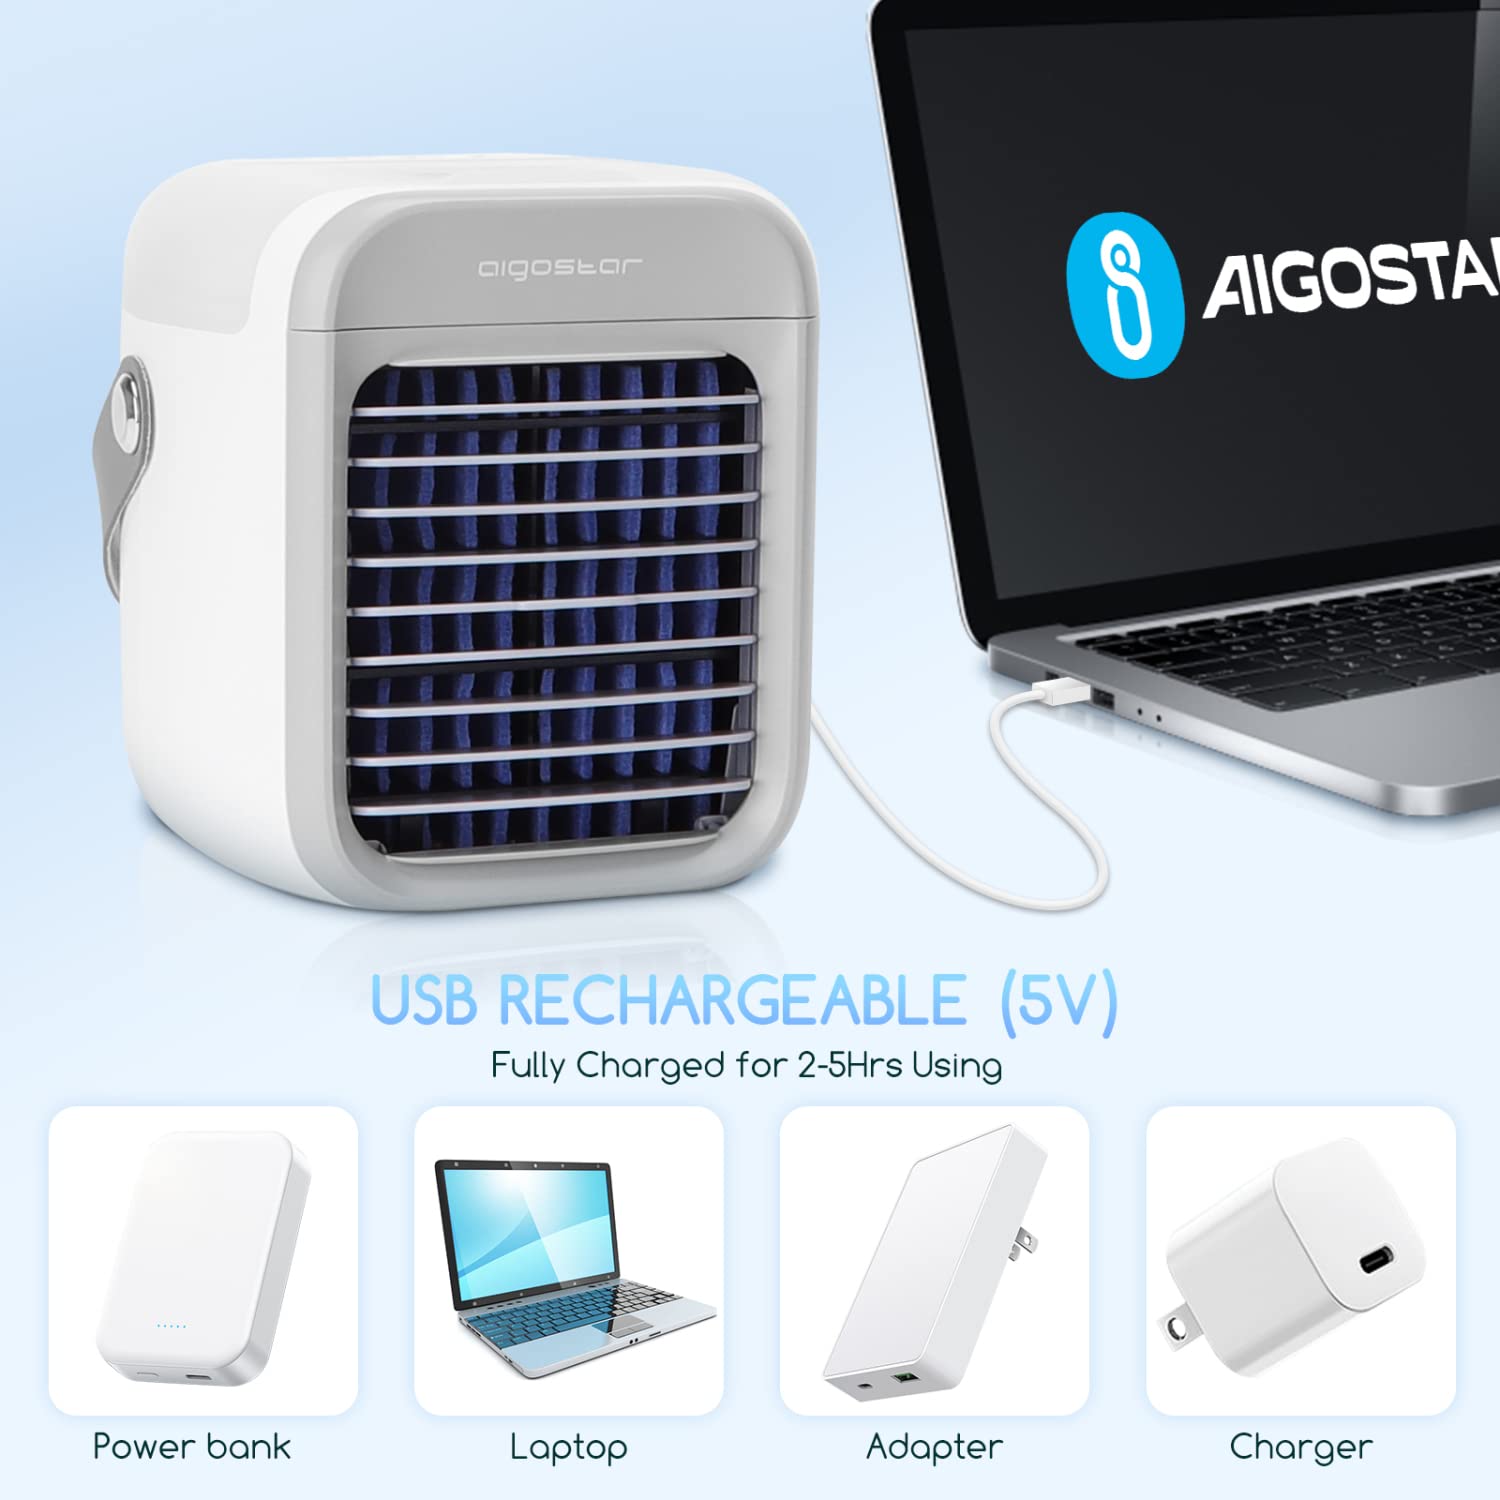 aigostar
AIGOSTA
USB RECHARGEABLE (5V)
Fully Charged for 2-5Hrs Using
Power bank
Laptop
Adapter
Charger